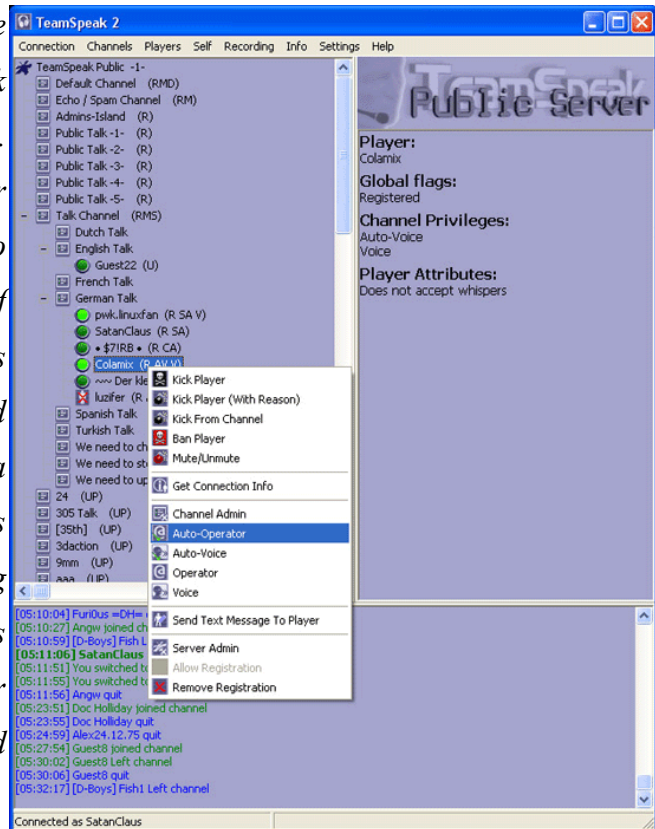 TeamSpeak 2
Connection Channels Players Self Recording Info Settings Help
TeamSpeak Public -1-
Default Channel (RMD)
Echo / Spam Channel (RM)
Admins-Island (R)
Public Talk -1- (R)
Public Talk -2- (R)
Public Talk -3- (R)
Public Talk -4- (R)
Public Talk -5- (R)
Talk Channel (RMS)
Dutch Talk
English Talk
Guest22 (U)
French Talk
German Talk
pwk.linuxfan (R SA V)
SatanClaus (R SA)
• $7!RB • (R CA)
Colamix (R AV V)
~~ Der kle
luzifer (R
Spanish Talk
Turkish Talk
We need to ch
We need to st
We need to up
24 (UP)
305 Talk (UP)
[35th] (UP)
3daction (UP)
9mm (UP)
aaa (UP)
Kick Player
Kick Player (With Reason)
Kick From Channel
Ban Player
Mute/Unmute
Get Connection Info
Channel Admin
Auto-Operator
Auto-Voice
Operator
Voice
Send Text Message To Player
Server Admin
Allow Registration
Remove Registration
TeamSpeak
Public Server
Player:
Colamix
Global flags:
Registered
Channel Privileges:
Auto-Voice
Voice
Player Attributes:
Does not accept whispers
[05:10:04] Furi0us =DH=
[05:10:27] Angw joined ch
[05:10:59] [D-Boys] Fish L
[05:11:06] SatanClaus
[05:11:51] You switched t
[05:11:55] You switched t
[05:11:56] Angw quit
[05:23:51] Doc Holliday joined channel
[05:23:55] Doc Holliday quit
[05:24:59] Alex24.12.75 quit
[05:27:54] Guest8 joined channel
[05:30:02] Guest8 Left channel
[05:30:06] Guest8 quit
[05:32:17] [D-Boys] Fish1 Left channel
Connected as SatanClaus